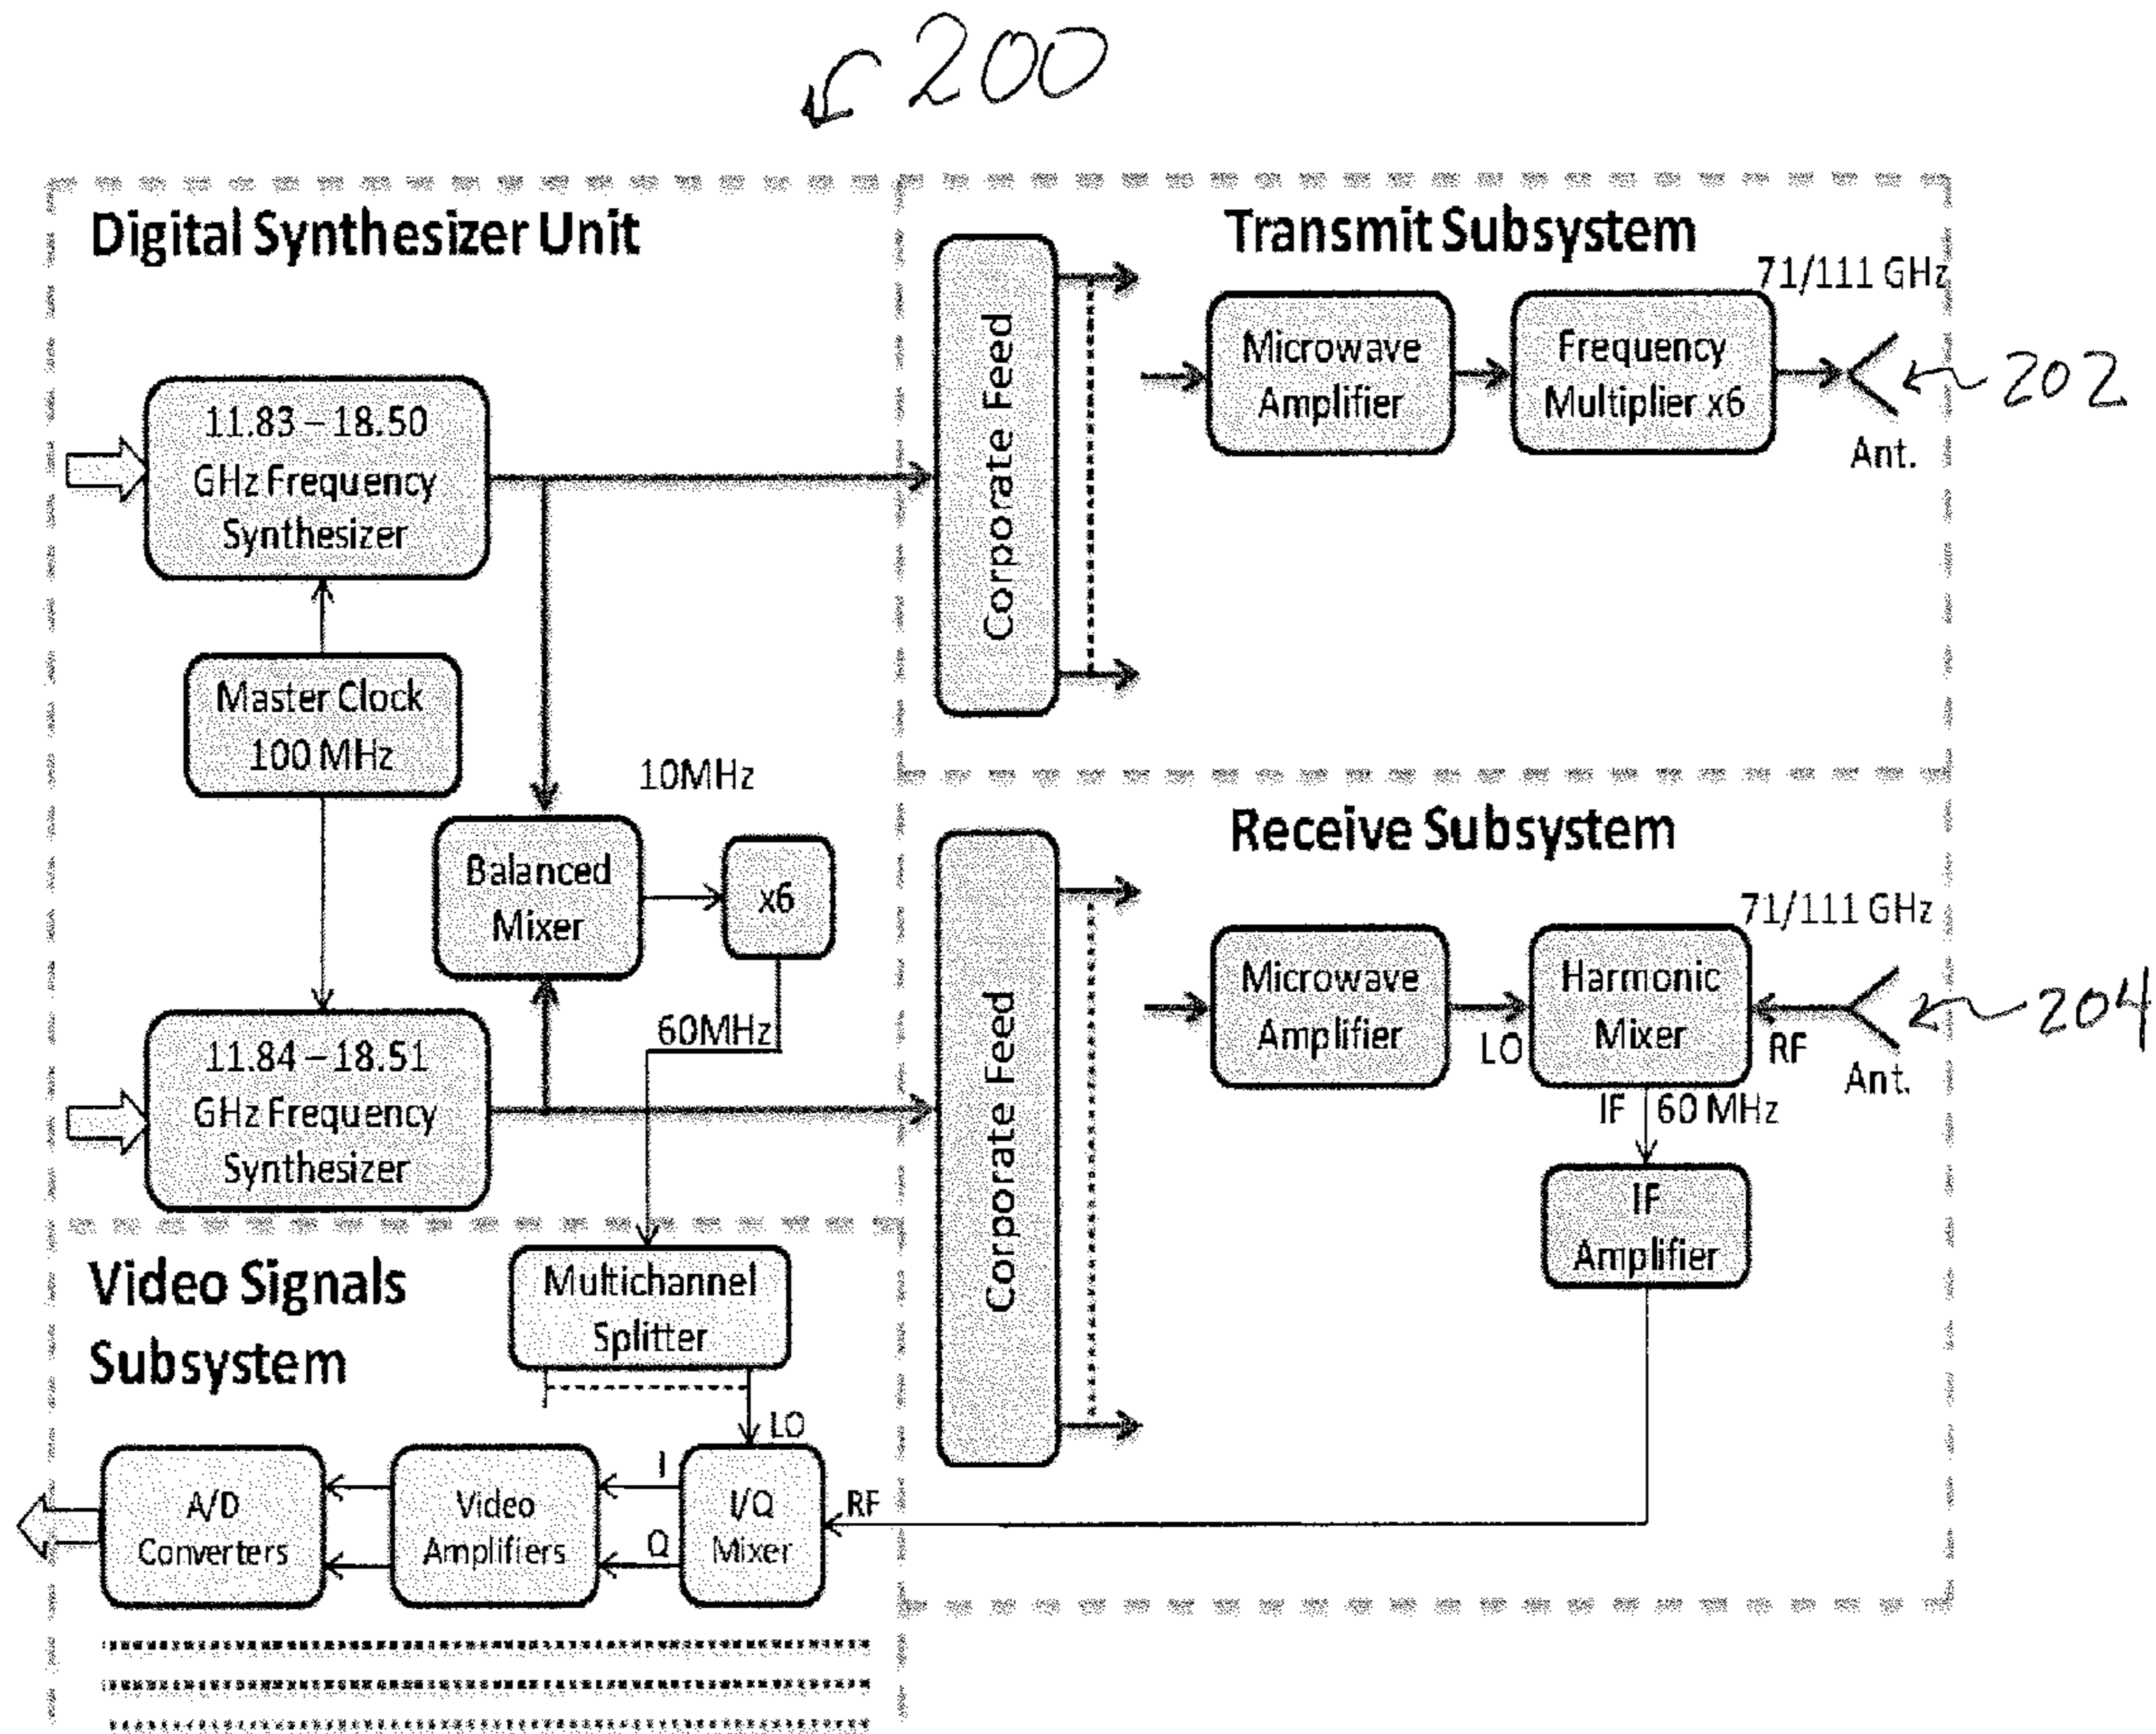 200
Digital Synthesizer Unit
11.83 – 18.50
GHz Frequency
Synthesizer
Master Clock
100 MHz
10MHz
Balanced
Mixer
x6
60MHz
11.84 – 18.51
GHz Frequency
Synthesizer
Transmit Subsystem
Corporate Feed
Microwave
Amplifier
Frequency
Multiplier x6
71/111 GHz
202
Ant.
Receive Subsystem
Corporate Feed
Microwave
Amplifier
LO
Harmonic
Mixer
71/111 GHz
RF
204
Ant.
IF
60 MHz
IF
Amplifier
Video Signals
Subsystem
Multichannel
Splitter
LO
A/D
Converters
Video
Amplifiers
I
Q
I/Q
Mixer
RF